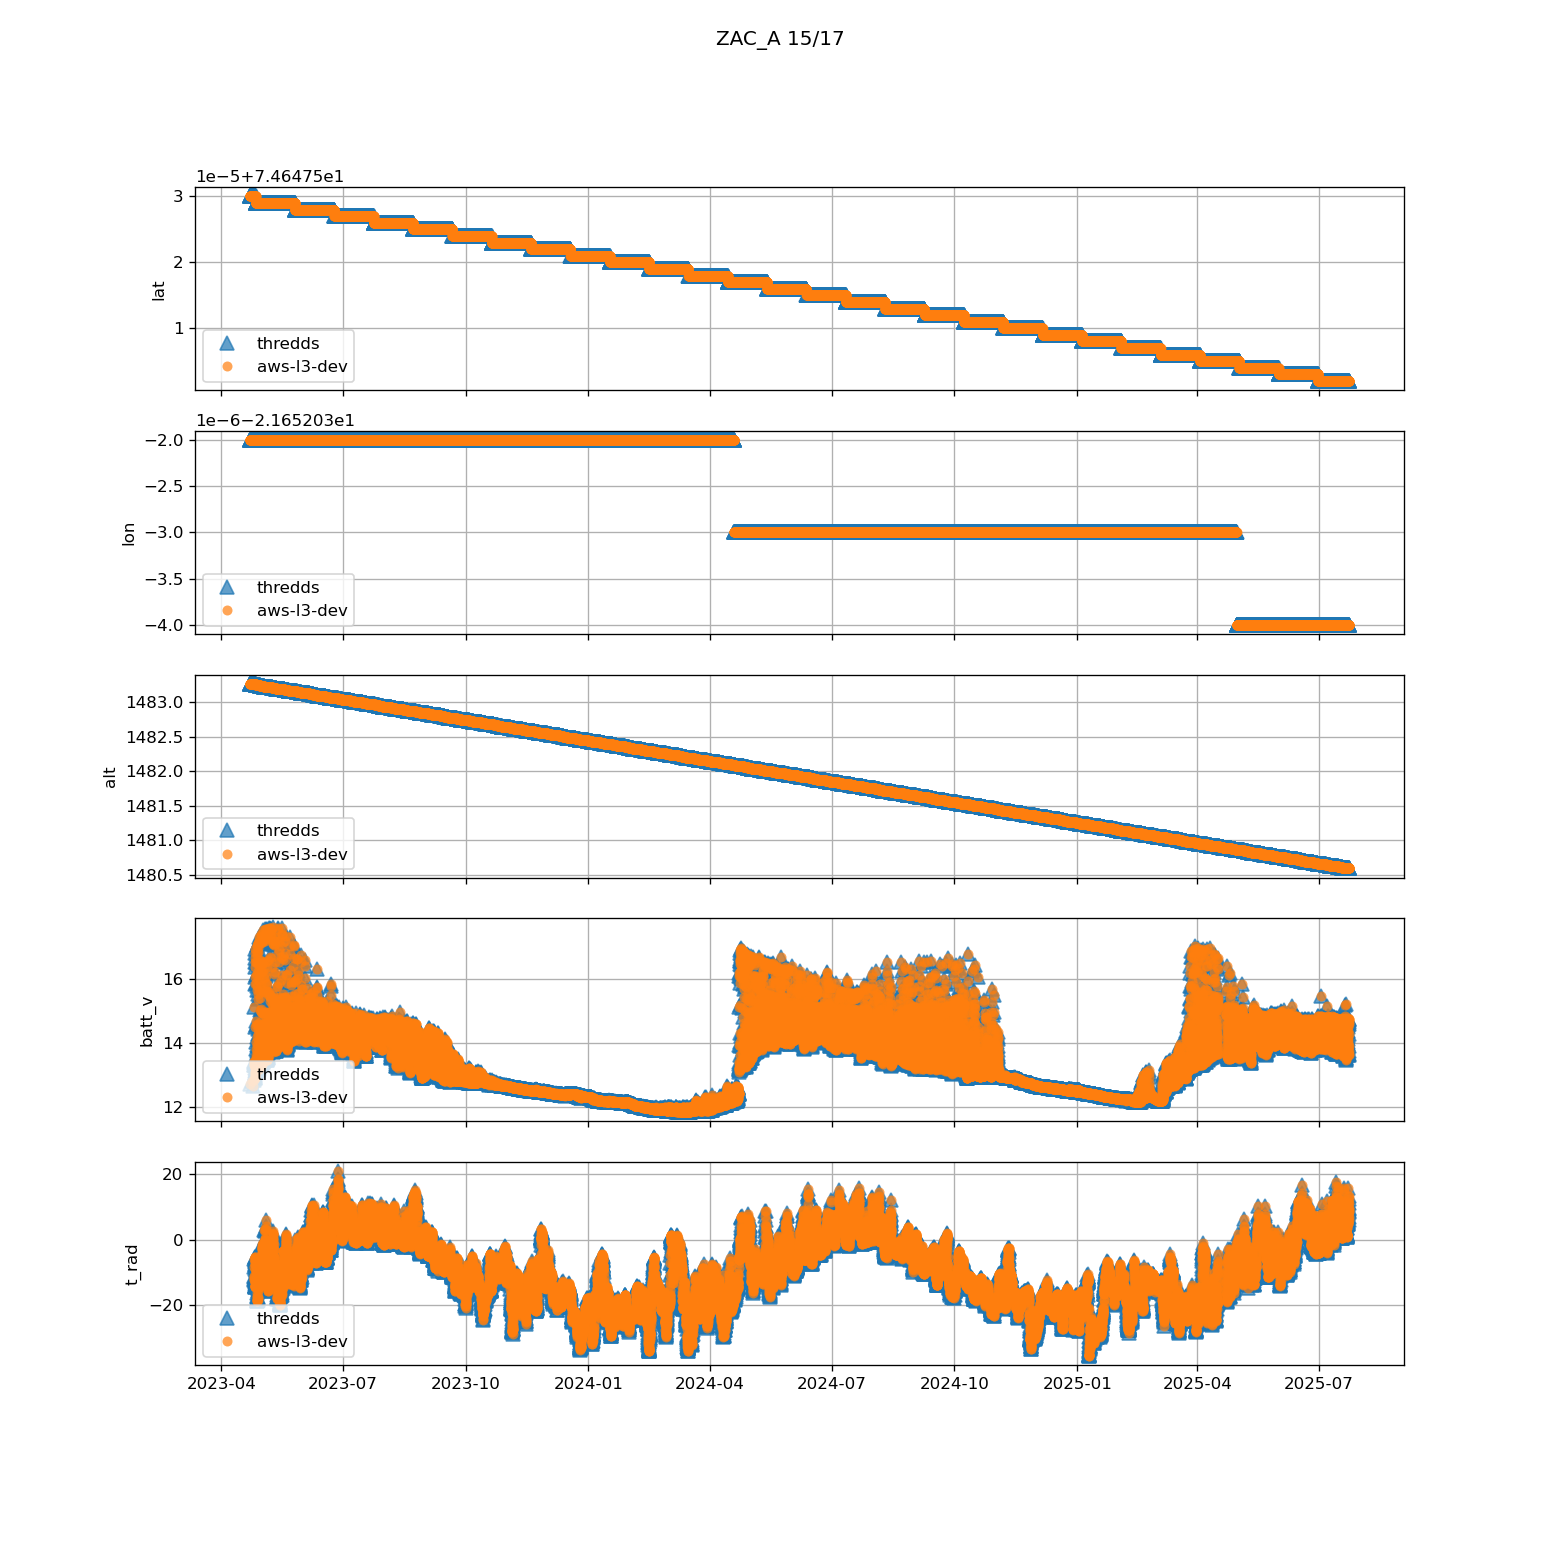 ZAC_A 15/17
1e−5+7.46475e1
3
2
1
lat
thredds
aws-l3-dev
1e−6−2.165203e1
−2.0
−2.5
−3.0
−3.5
−4.0
lon
thredds
aws-l3-dev
1483.0
1482.5
1482.0
1481.5
1481.0
1480.5
alt
thredds
aws-l3-dev
16
14
12
batt_v
thredds
aws-l3-dev
20
0
−20
t_rad
thredds
aws-l3-dev
2023-04 2023-07 2023-10 2024-01 2024-04 2024-07 2024-10 2025-01 2025-04 2025-07